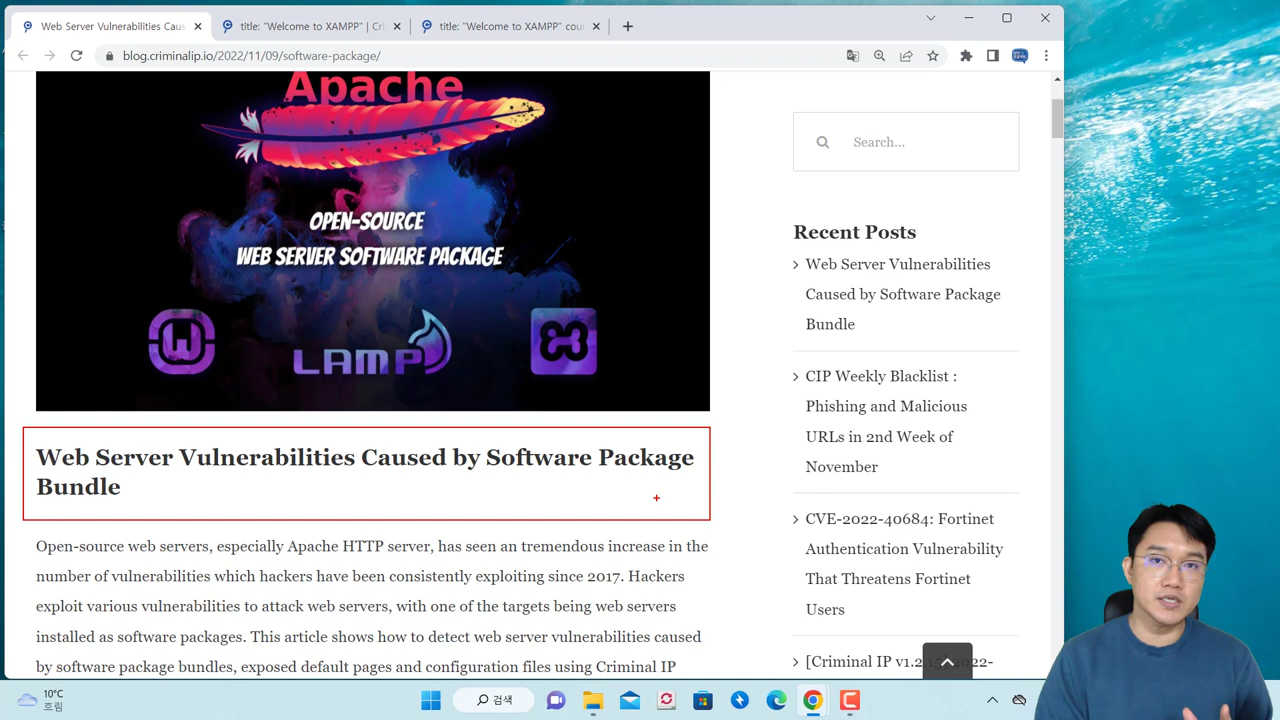 Web Server Vulnerabilities Caus
title: "Welcome to XAMPP" | Cri
title: "Welcome to XAMPP" cour
blog.criminalip.io/2022/11/09/software-package/
Apache
OPEN-SOURCE
WEB SERVER SOFTWARE PACKAGE
LAMP
Web Server Vulnerabilities Caused by Software Package
Bundle
Open-source web servers, especially Apache HTTP server, has seen an tremendous increase in the
number of vulnerabilities which hackers have been consistently exploiting since 2017. Hackers
exploit various vulnerabilities to attack web servers, with one of the targets being web servers
installed as software packages. This article shows how to detect web server vulnerabilities caused
by software package bundles, exposed default pages and configuration files using Criminal IP
Search...
Recent Posts
Web Server Vulnerabilities
Caused by Software Package
Bundle
CIP Weekly Blacklist :
Phishing and Malicious
URLs in 2nd Week of
November
CVE-2022-40684: Fortinet
Authentication Vulnerability
That Threatens Fortinet
Users
[Criminal IP v1.2.15] 2022-
10°C
흐림
검색